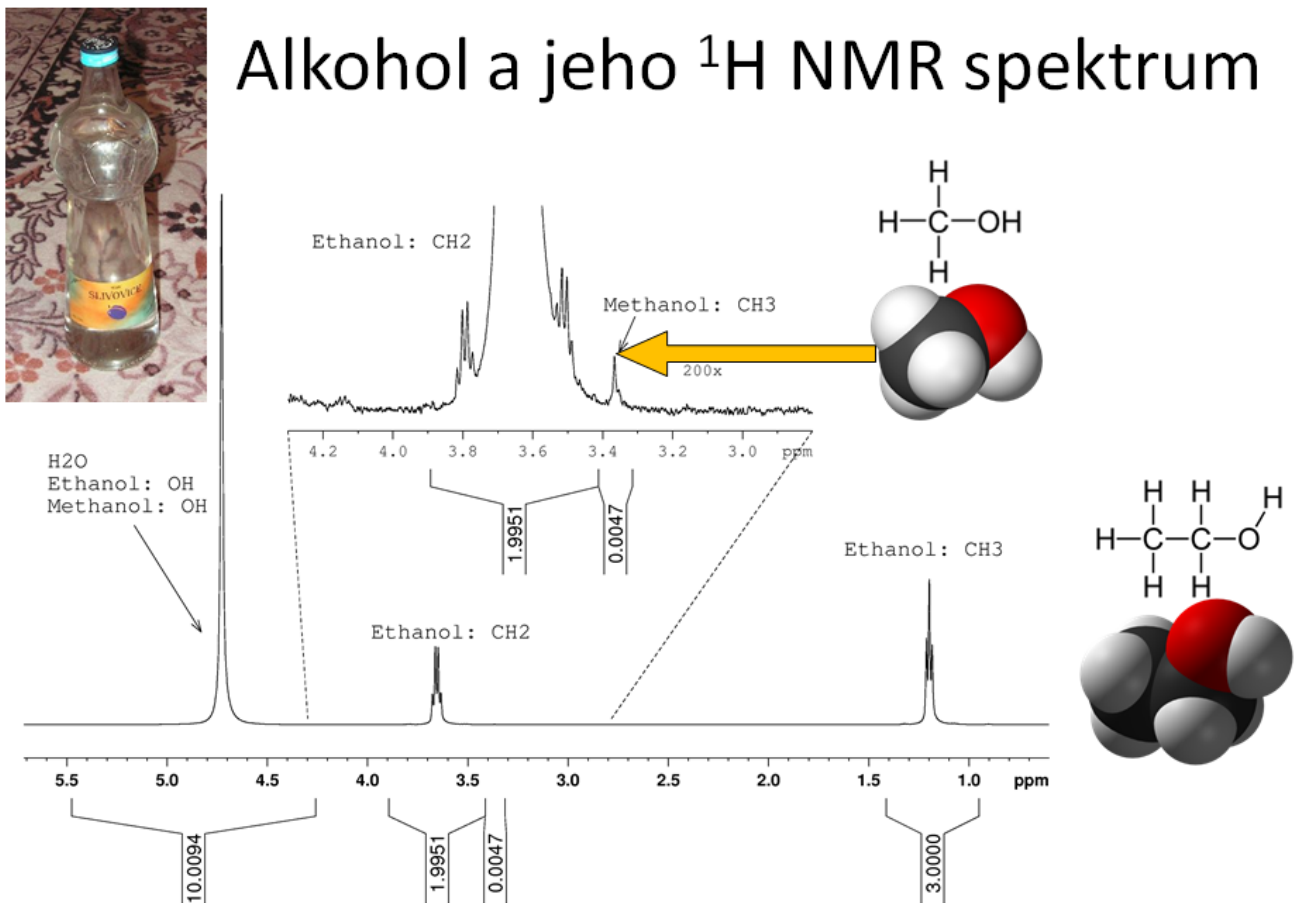 Alkohol a jeho ¹H NMR spektrum
SLIVOVICE
Ethanol: CH2
Methanol: CH3
200x
4.2 4.0 3.8 3.6 3.4 3.2 3.0 ppm
1.9951
0.0047
H
H–C–OH
H
H2O
Ethanol: OH
Methanol: OH
Ethanol: CH2
Ethanol: CH3
H H H
H–C–C–O
H H
5.5 5.0 4.5 4.0 3.5 3.0 2.5 2.0 1.5 1.0 ppm
10.0094
1.9951
0.0047
3.0000